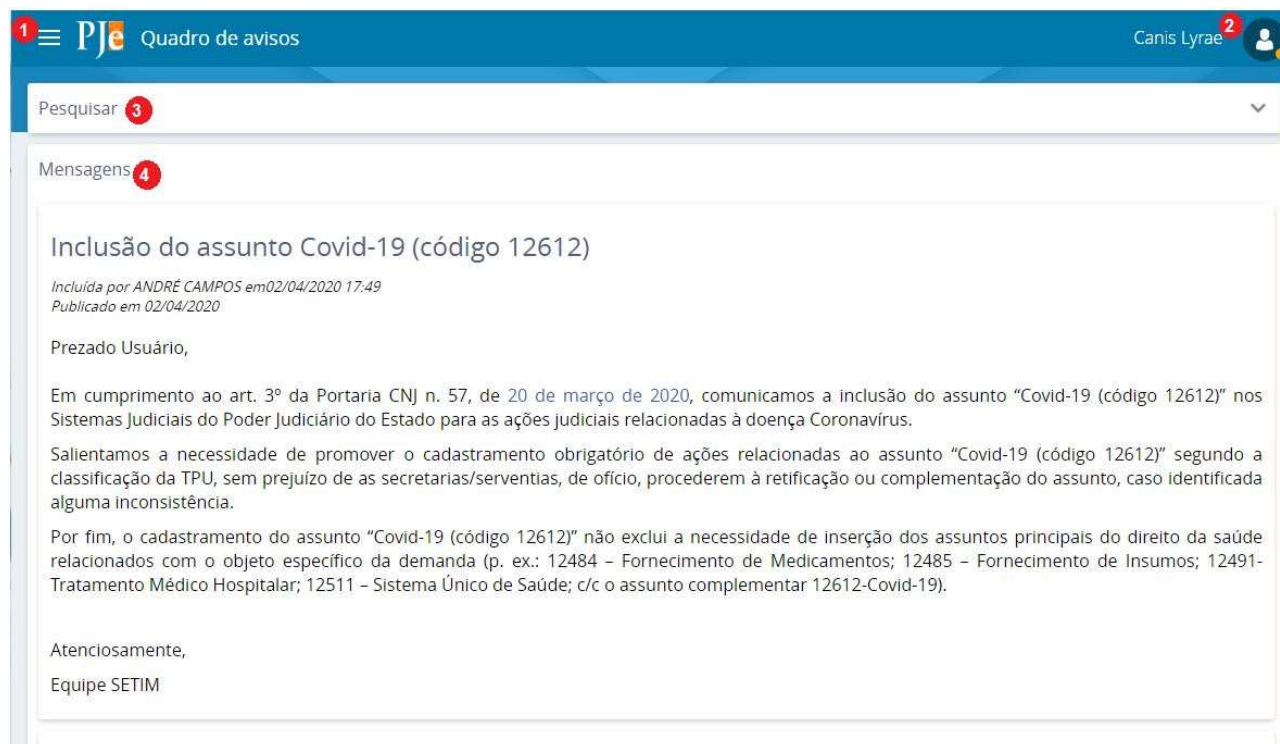 1 PJe Quadro de avisos Canis Lyrae 2
Pesquisar 3
Mensagens 4
Inclusão do assunto Covid-19 (código 12612)
Incluída por ANDRÉ CAMPOS em02/04/2020 17:49
Publicado em 02/04/2020
Prezado Usuário,
Em cumprimento ao art. 3º da Portaria CNJ n. 57, de 20 de março de 2020, comunicamos a inclusão do assunto “Covid-19 (código 12612)” nos
Sistemas Judiciais do Poder Judiciário do Estado para as ações judiciais relacionadas à doença Coronavírus.
Salientamos a necessidade de promover o cadastramento obrigatório de ações relacionadas ao assunto “Covid-19 (código 12612)” segundo a
classificação da TPU, sem prejuízo de as secretarias/serventias, de ofício, procederem à retificação ou complementação do assunto, caso identificada
alguma inconsistência.
Por fim, o cadastramento do assunto “Covid-19 (código 12612)” não exclui a necessidade de inserção dos assuntos principais do direito da saúde
relacionados com o objeto específico da demanda (p. ex.: 12484 – Fornecimento de Medicamentos; 12485 – Fornecimento de Insumos; 12491-
Tratamento Médico Hospitalar; 12511 – Sistema Único de Saúde; c/c o assunto complementar 12612-Covid-19).
Atenciosamente,
Equipe SETIM